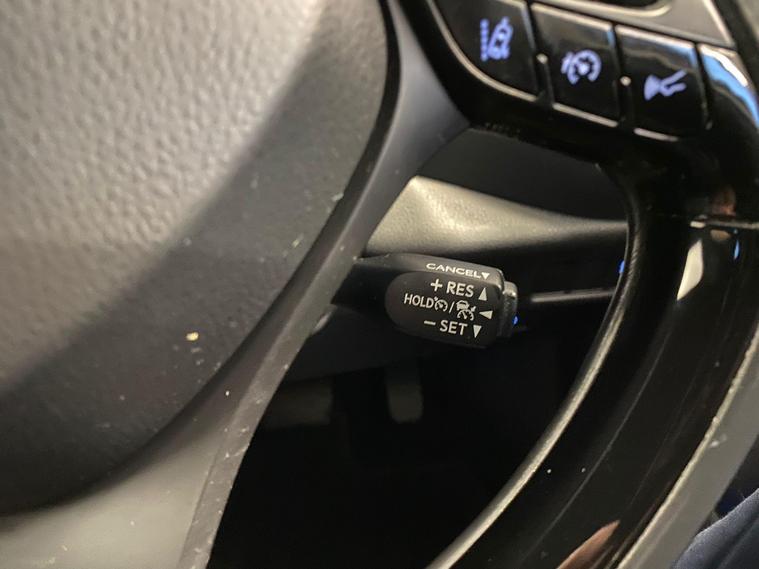 CANCEL▼
+ RES ▲
HOLD / ◄
− SET ▼